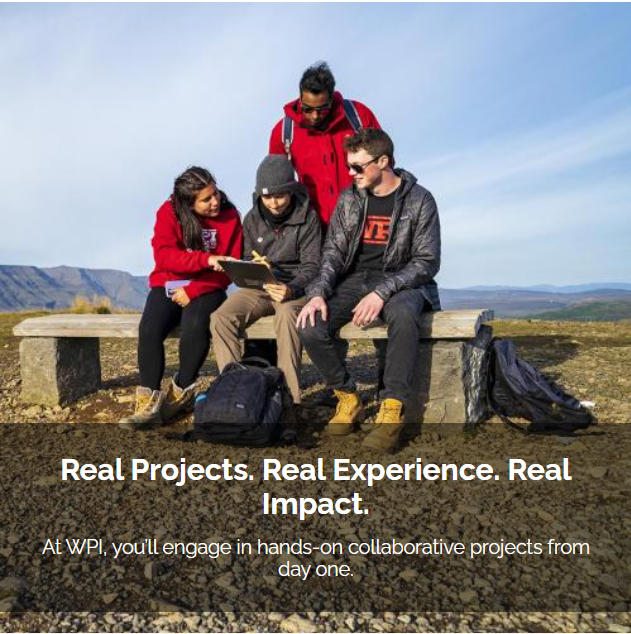 Real Projects. Real Experience. Real
Impact.
At WPI, you'll engage in hands-on collaborative projects from
day one.